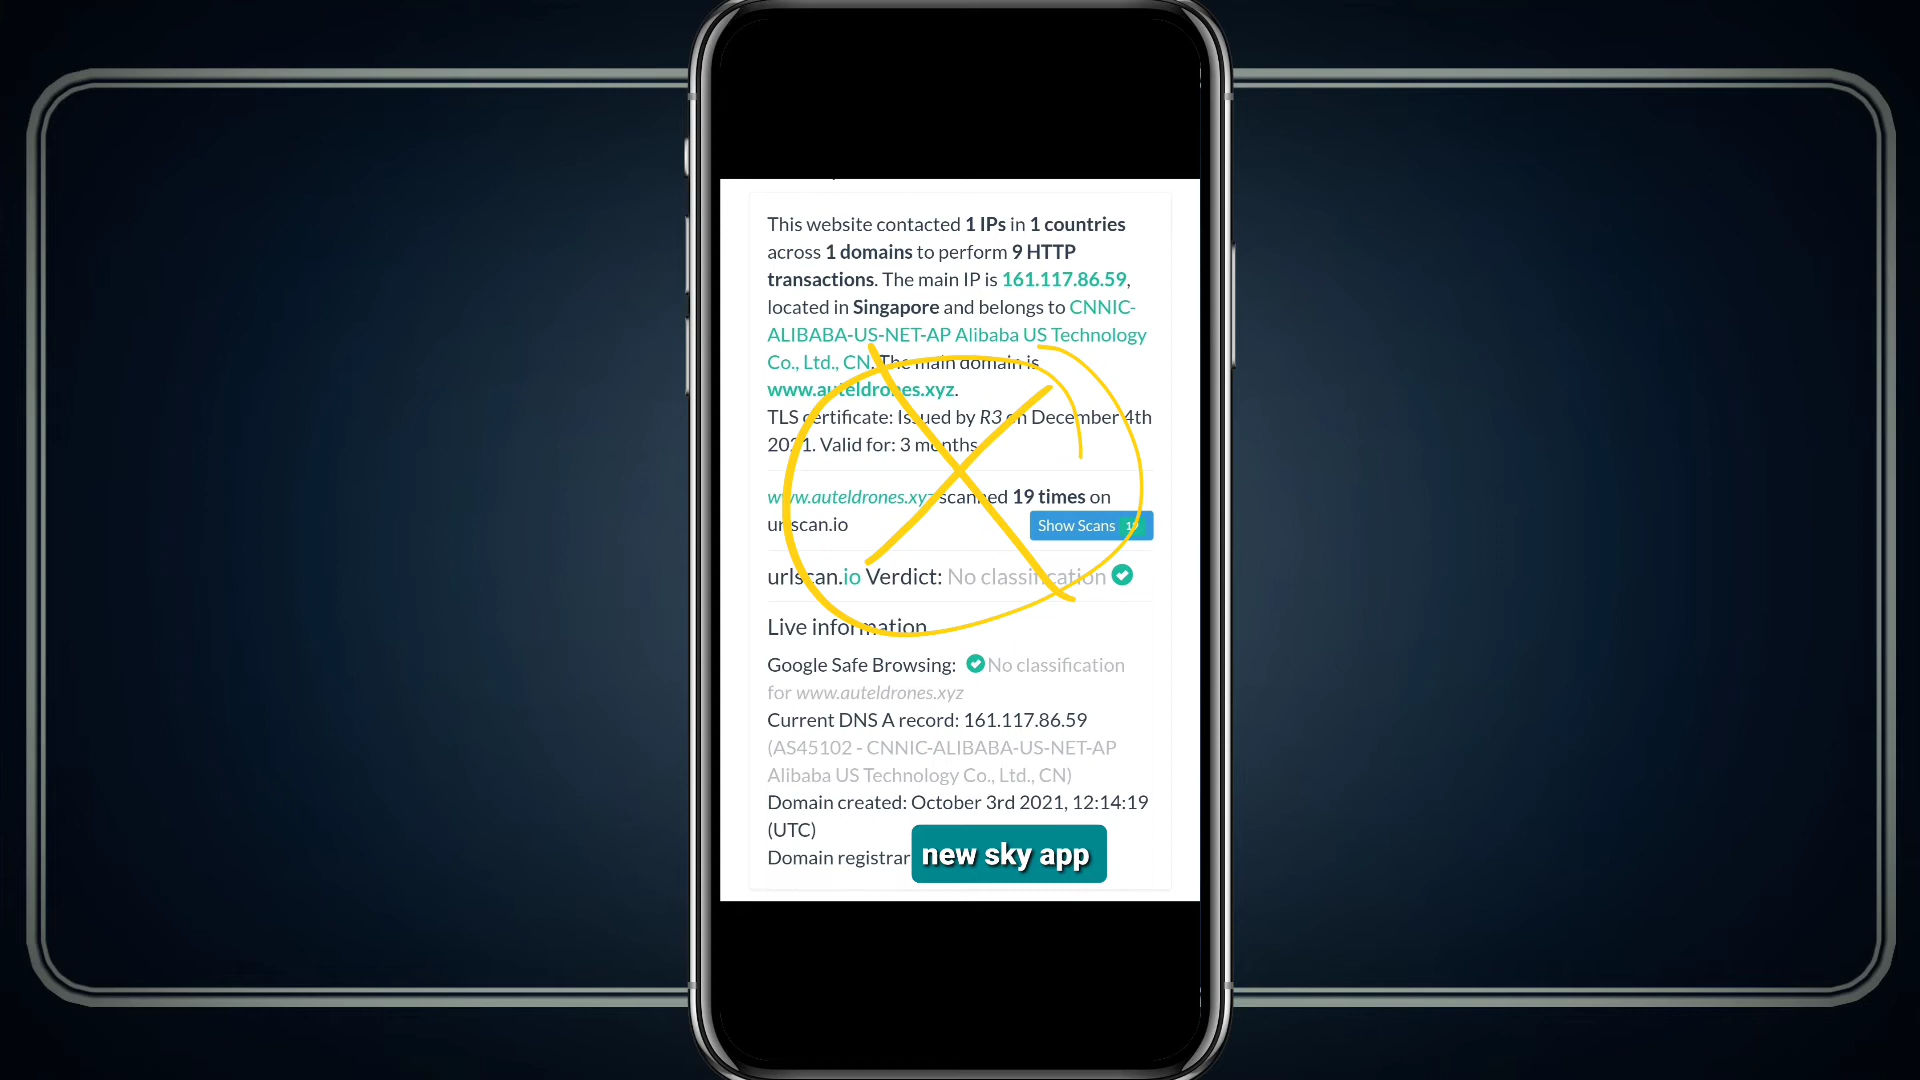 This website contacted 1 IPs in 1 countries
across 1 domains to perform 9 HTTP
transactions. The main IP is 161.117.86.59,
located in Singapore and belongs to CNNIC-
ALIBABA-US-NET-AP Alibaba US Technology
Co., Ltd., CN. The main domain is
www.auteldrones.xyz.
TLS certificate: Issued by R3 on December 4th
2021. Valid for: 3 months.
www.auteldrones.xyz scanned 19 times on
urlscan.io
Show Scans 19
urlscan.io Verdict: No classification
Live information
Google Safe Browsing: No classification
for www.auteldrones.xyz
Current DNS A record: 161.117.86.59
(AS45102 - CNNIC-ALIBABA-US-NET-AP
Alibaba US Technology Co., Ltd., CN)
Domain created: October 3rd 2021, 12:14:19
(UTC)
Domain registrar
new sky app